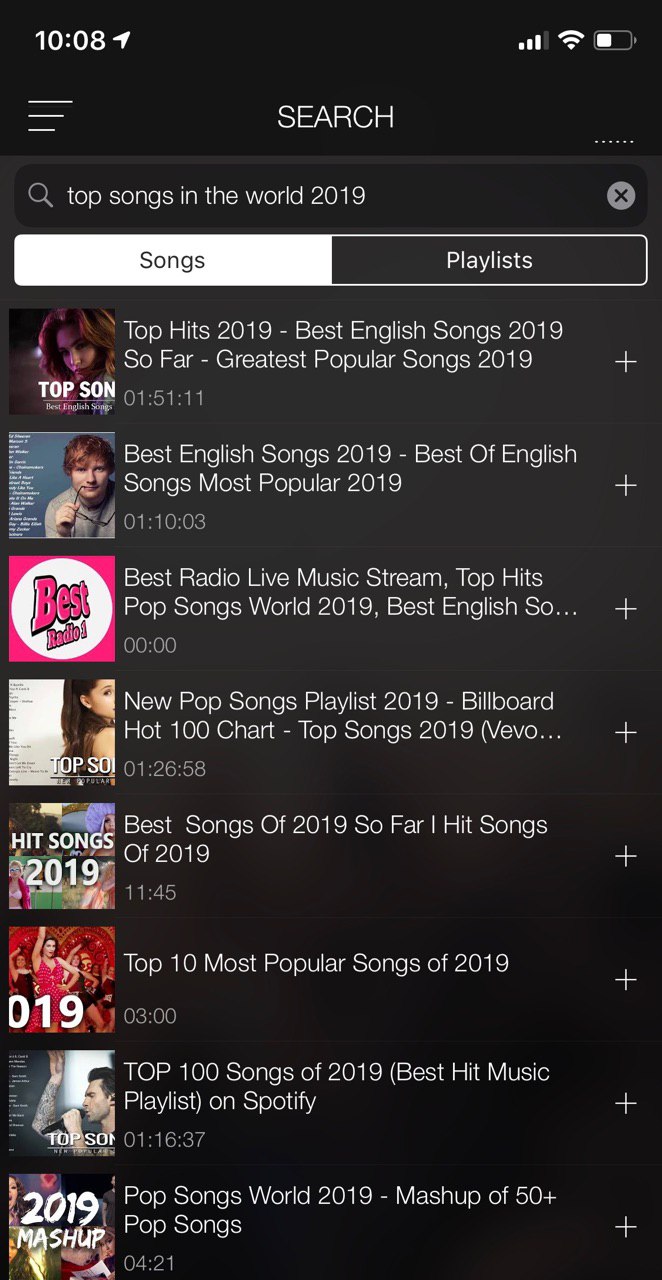 10:08
SEARCH
top songs in the world 2019
Songs
Playlists
TOP SON
Best English Songs
Top Hits 2019 - Best English Songs 2019
So Far - Greatest Popular Songs 2019
01:51:11
Best English Songs 2019 - Best Of English
Songs Most Popular 2019
01:10:03
Best
Radio 1
Best Radio Live Music Stream, Top Hits
Pop Songs World 2019, Best English So...
00:00
TOP SO
NEW POPULAR
New Pop Songs Playlist 2019 - Billboard
Hot 100 Chart - Top Songs 2019 (Vevo...
01:26:58
HIT SONGS
2019
Best  Songs Of 2019 So Far I Hit Songs
Of 2019
11:45
019
Top 10 Most Popular Songs of 2019
03:00
TOP SON
NEW POPULA
TOP 100 Songs of 2019 (Best Hit Music
Playlist) on Spotify
01:16:37
2019
MASHUP
Pop Songs World 2019 - Mashup of 50+
Pop Songs
04:21